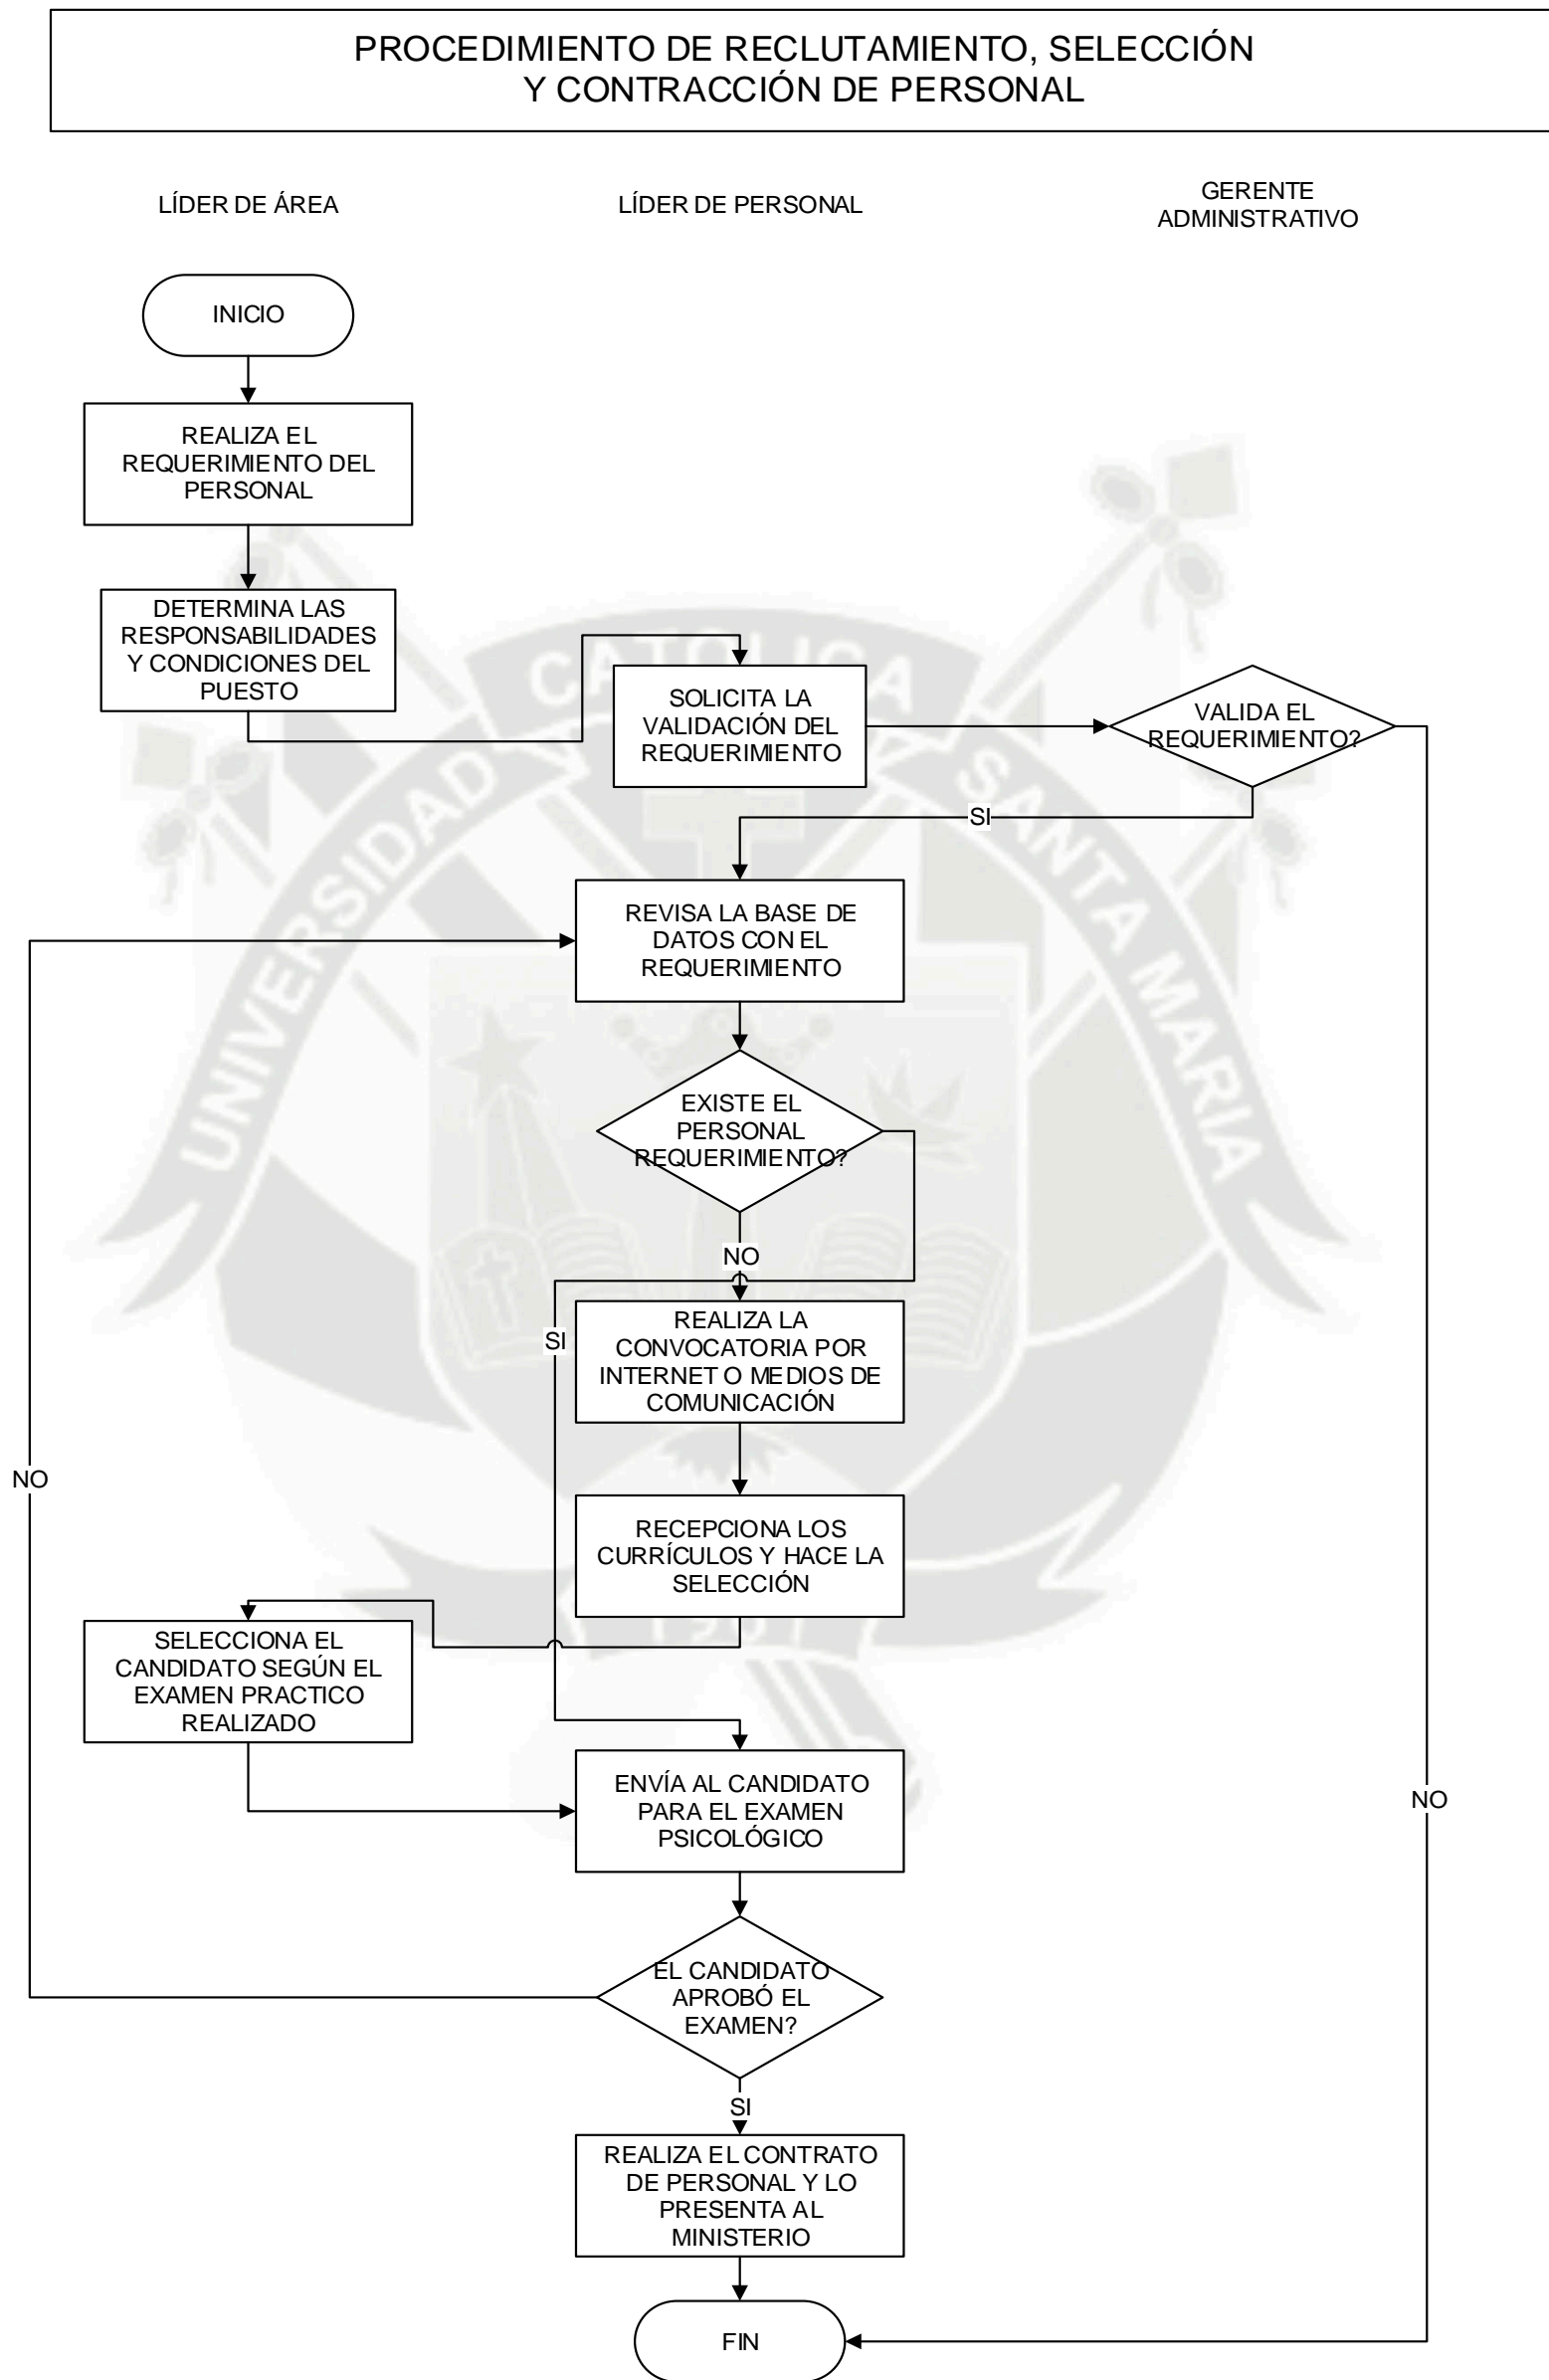 PROCEDIMIENTO DE RECLUTAMIENTO, SELECCIÓN
Y CONTRACCIÓN DE PERSONAL
LÍDER DE ÁREA
LÍDER DE PERSONAL
GERENTE
ADMINISTRATIVO
INICIO
REALIZA EL
REQUERIMIENTO DEL
PERSONAL
DETERMINA LAS
RESPONSABILIDADES
Y CONDICIONES DEL
PUESTO
SOLICITA LA
VALIDACIÓN DEL
REQUERIMIENTO
VALIDA EL
REQUERIMIENTO?
SI
REVISA LA BASE DE
DATOS CON EL
REQUERIMIENTO
EXISTE EL
PERSONAL
REQUERIMIENTO?
NO
SI
REALIZA LA
CONVOCATORIA POR
INTERNET O MEDIOS DE
COMUNICACIÓN
NO
RECEPCIONA LOS
CURRÍCULOS Y HACE LA
SELECCIÓN
SELECCIONA EL
CANDIDATO SEGÚN EL
EXAMEN PRACTICO
REALIZADO
ENVÍA AL CANDIDATO
PARA EL EXAMEN
PSICOLÓGICO
NO
EL CANDIDATO
APROBÓ EL
EXAMEN?
SI
REALIZA EL CONTRATO
DE PERSONAL Y LO
PRESENTA AL
MINISTERIO
FIN
UNIVERSIDAD CATOLICA SANTA MARIA